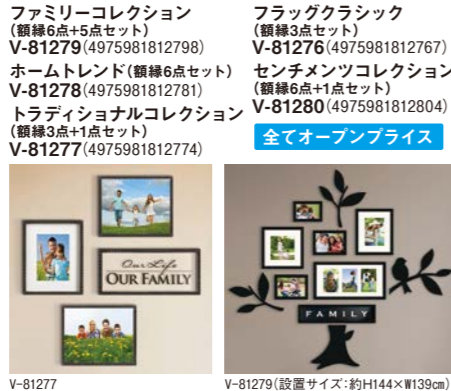 ファミリーコレクション
(額縁6点+5点セット)
V-81279(4975981812798)
ホームトレンド(額縁6点セット)
V-81278(4975981812781)
トラディショナルコレクション
(額縁3点+1点セット)
V-81277(4975981812774)
フラッグクラシック
(額縁3点セット)
V-81276(4975981812767)
センチメンツコレクション
(額縁6点+1点セット)
V-81280(4975981812804)
全てオープンプライス
Our Life
OUR FAMILY
FAMILY
V-81277
V-81279(設置サイズ:約H144×W139cm)